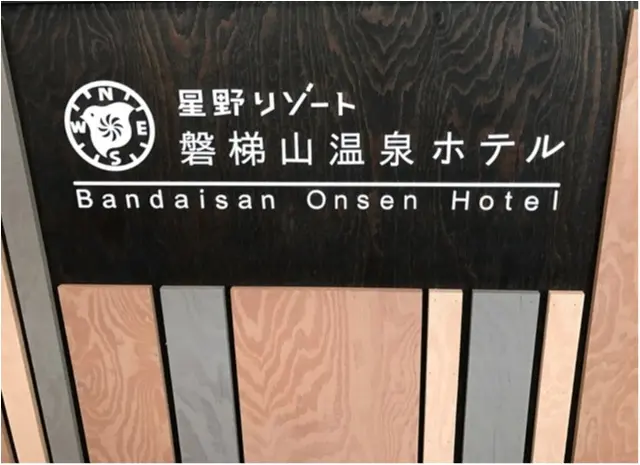 N
W E
S
星野リゾート
磐梯山温泉ホテル
Bandaisan Onsen Hotel